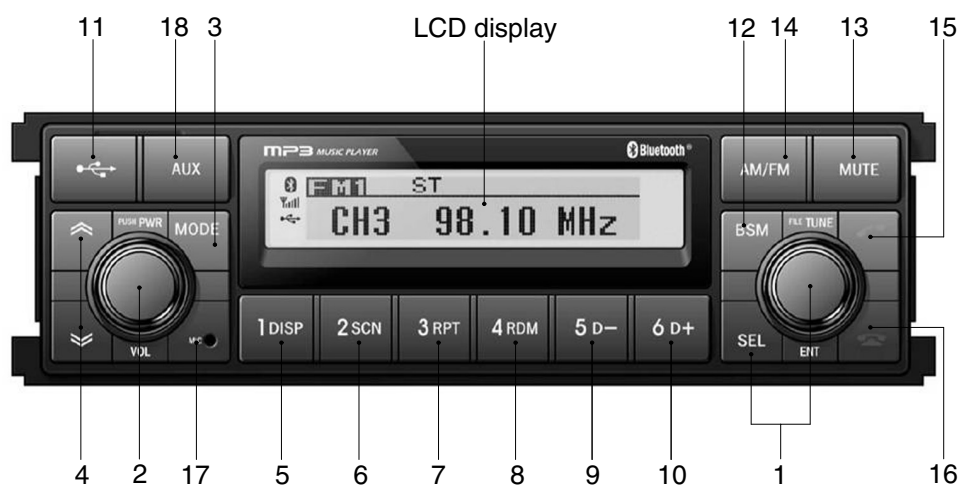 11 18 3 LCD display 12 14 13 15
MP3 MUSIC PLAYER Bluetooth®
AUX AM/FM MUTE
FM1 ST
CH3 98.10 MHz
PUSH PWR MODE BSM FILE TUNE
1 DISP 2 SCN 3 RPT 4 RDM 5 D− 6 D+
VOL MIC SEL ENT
4 2 17 5 6 7 8 9 10 1 16